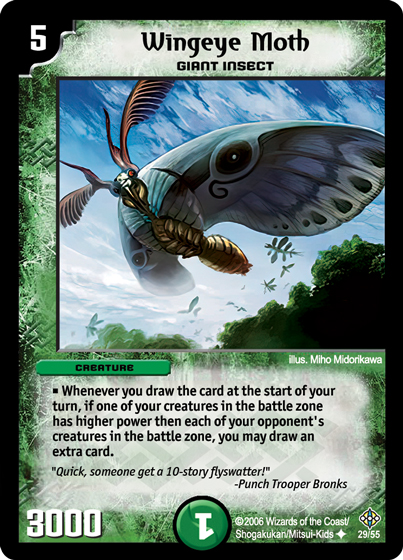 5
Wingeye Moth
GIANT INSECT
illus. Miho Midorikawa
CREATURE
▪ Whenever you draw the card at the start of your
turn, if one of your creatures in the battle zone
has higher power then each of your opponent's
creatures in the battle zone, you may draw an
extra card.
"Quick, someone get a 10-story flyswatter!"
-Punch Trooper Bronks
3000
1
©2006 Wizards of the Coast/
Shogakukan/Mitsui-Kids ✦ 29/55